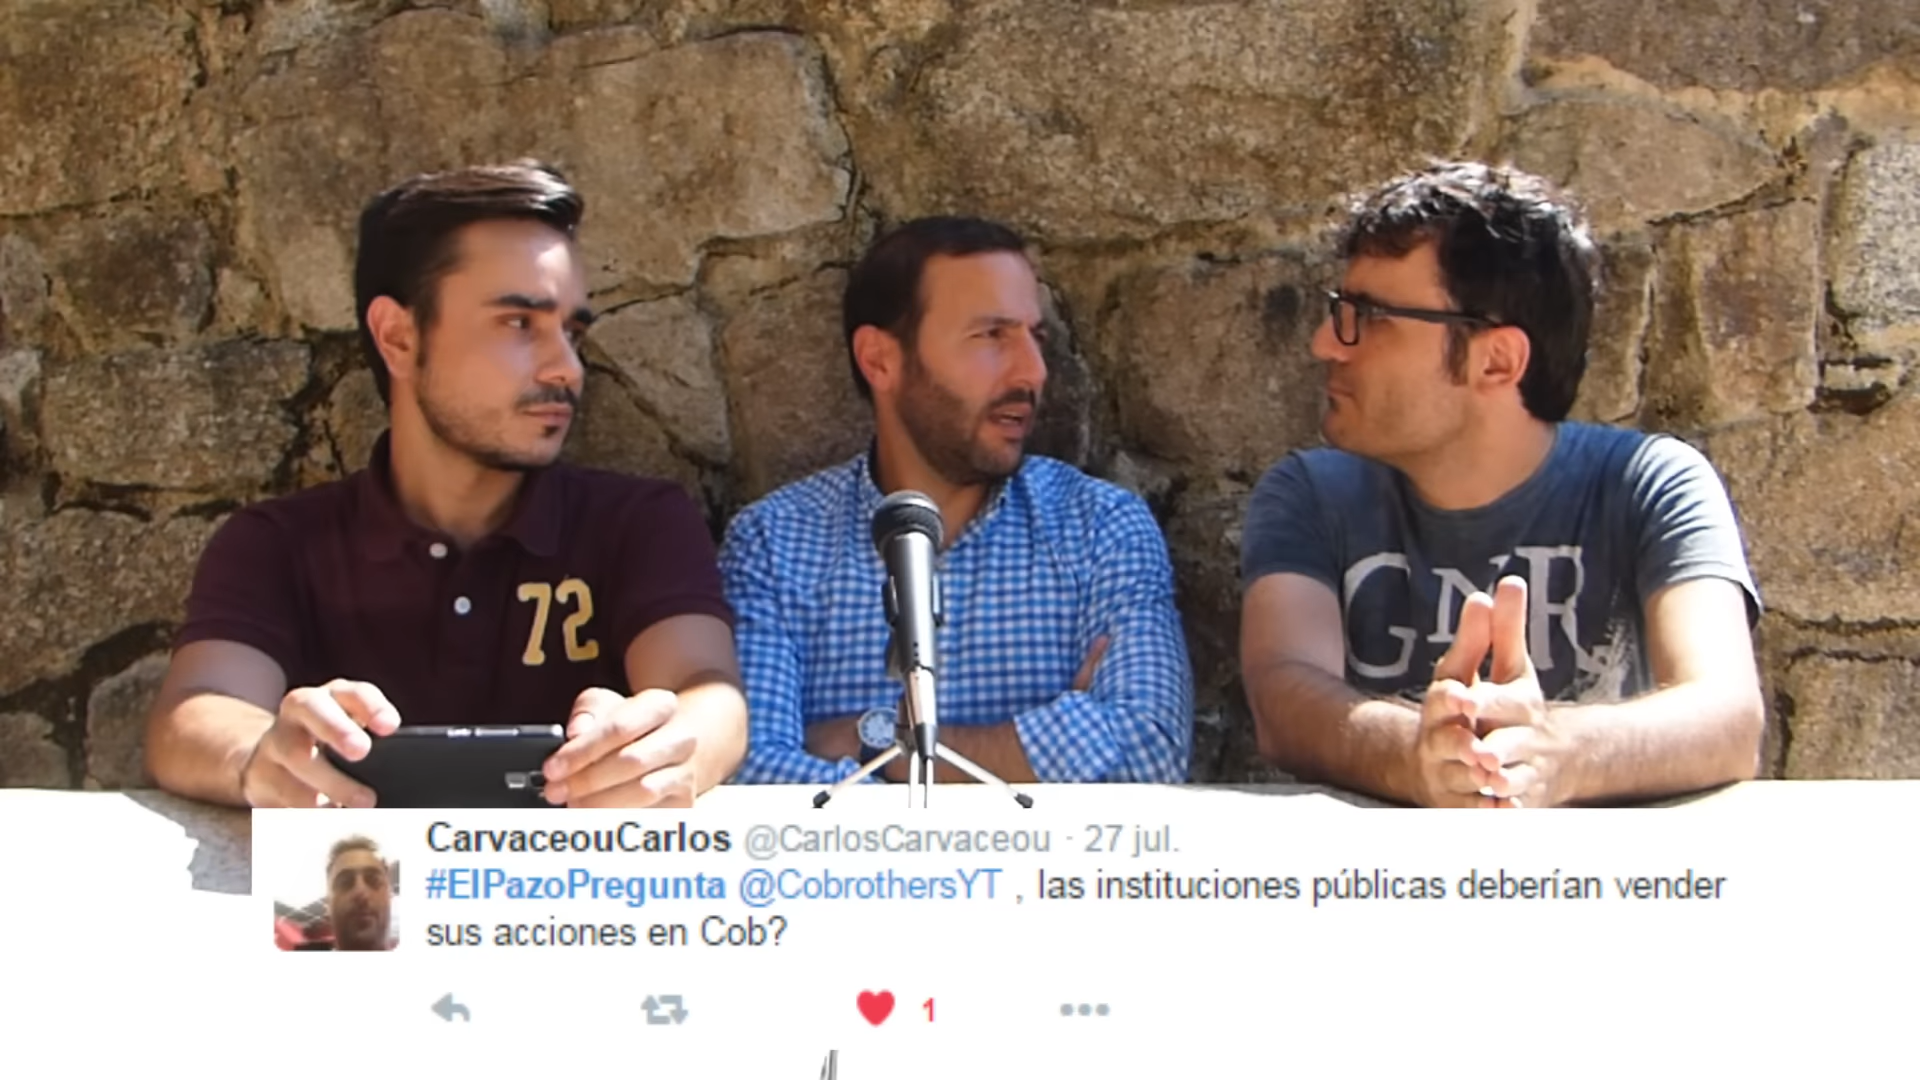 72
GNR
CarvaceouCarlos @CarlosCarvaceou · 27 jul.
#ElPazoPregunta @CobrothersYT , las instituciones públicas deberían vender
sus acciones en Cob?
1